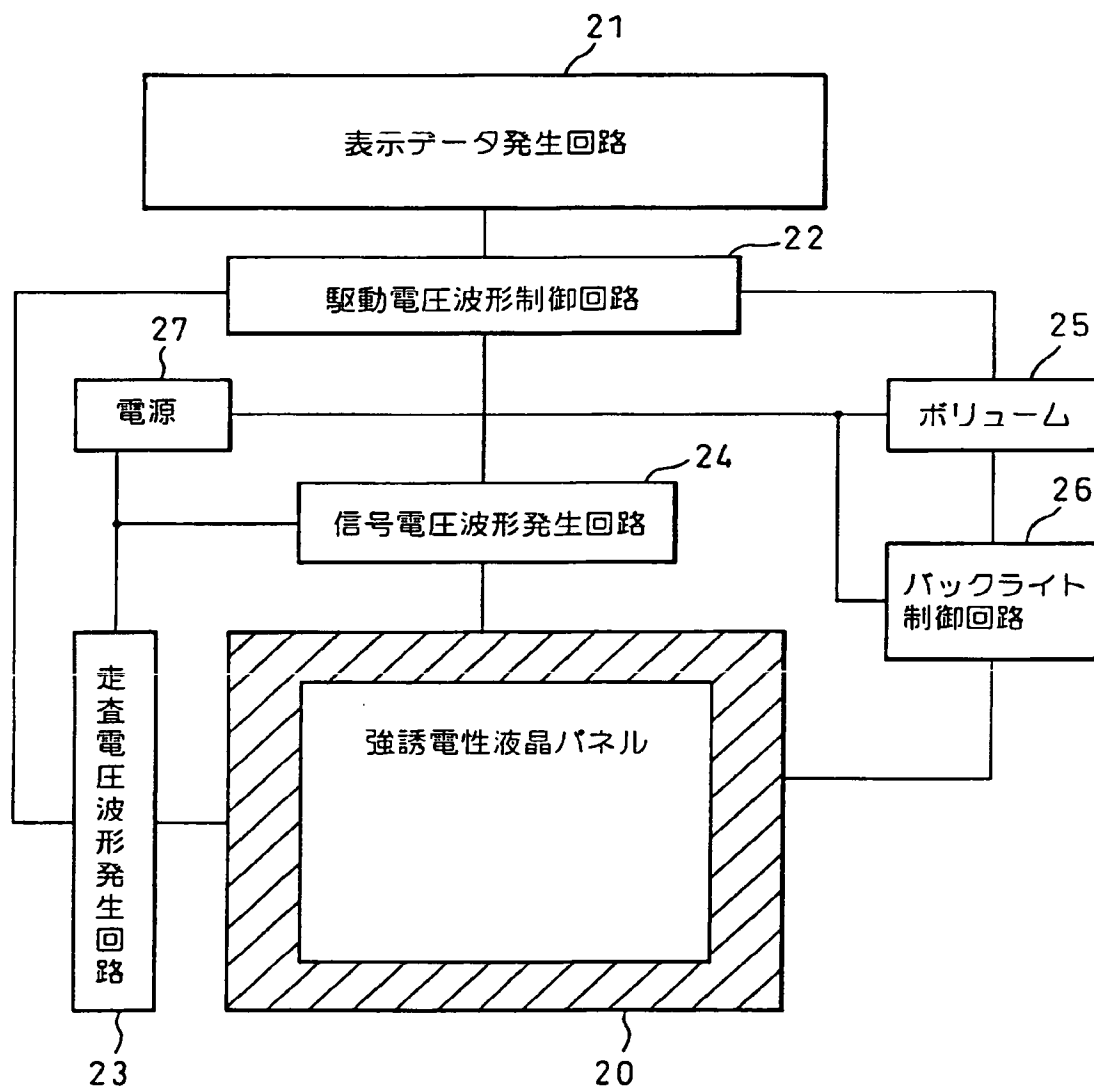 21
表示データ発生回路
22
駆動電圧波形制御回路
27
電源
25
ボリューム
24
信号電圧波形発生回路
26
バックライト
制御回路
走査電圧波形発生回路
強誘電性液晶パネル
23
20